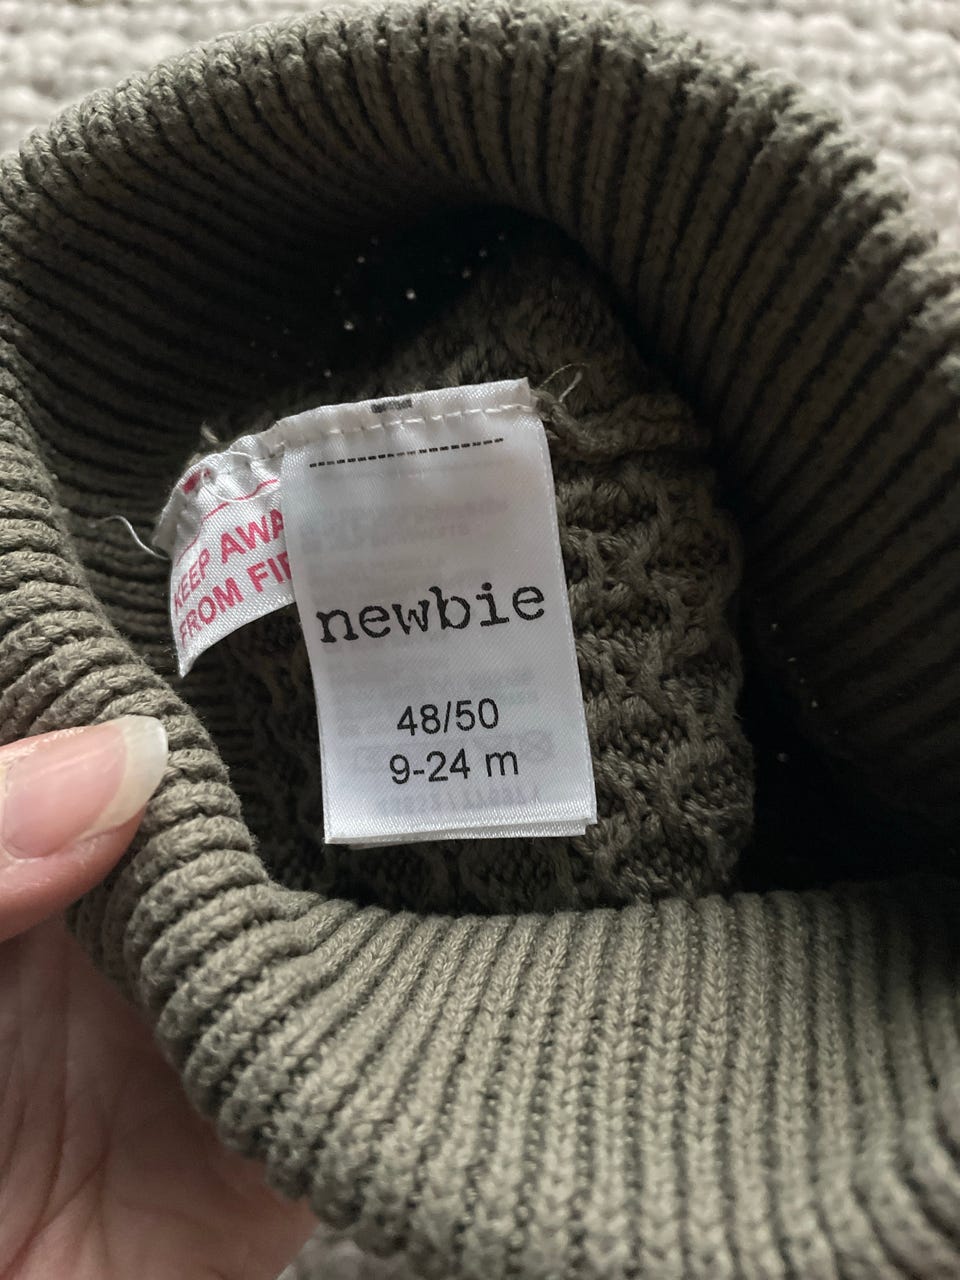 KEEP AWA
FROM FI
newbie
48/50
9-24 m